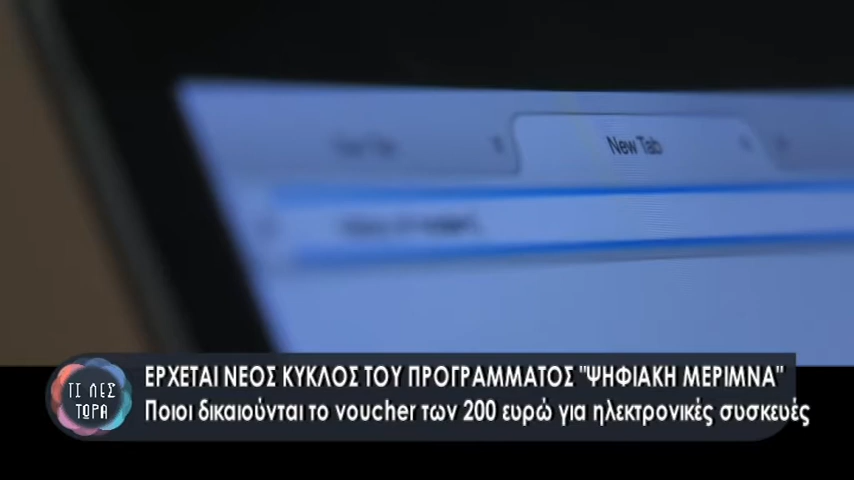 New Tab
ΕΡΧΕΤΑΙ ΝΕΟΣ ΚΥΚΛΟΣ ΤΟΥ ΠΡΟΓΡΑΜΜΑΤΟΣ "ΨΗΦΙΑΚΗ ΜΕΡΙΜΝΑ"
ΤΙ ΛΕΣ
ΤΩΡΑ
Ποιοι δικαιούνται το voucher των 200 ευρώ για ηλεκτρονικές συσκευές